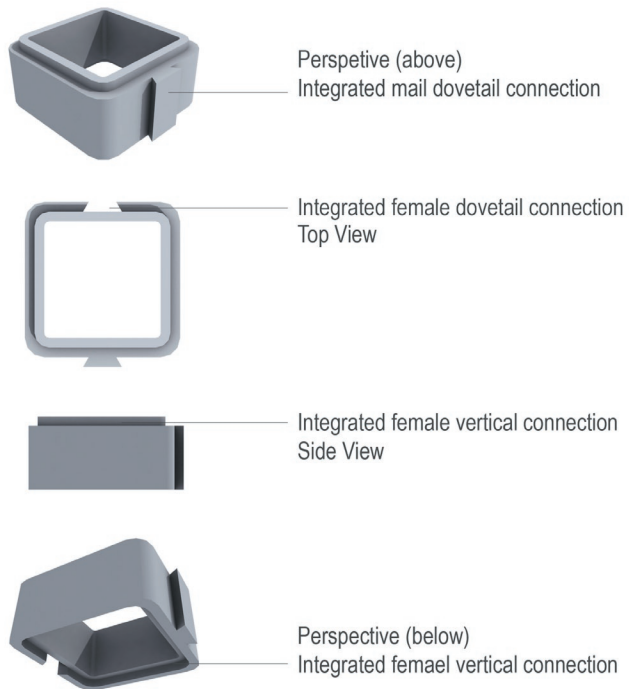 Perspetive (above)
Integrated mail dovetail connection
Integrated female dovetail connection
Top View
Integrated female vertical connection
Side View
Perspective (below)
Integrated femael vertical connection